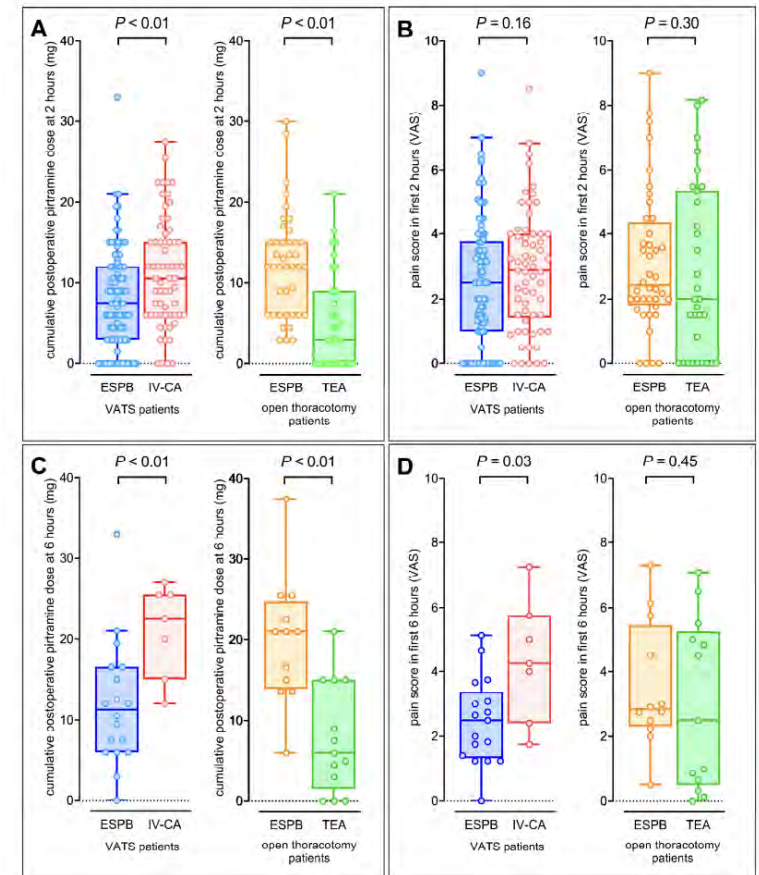 A
P < 0.01
P < 0.01
cumulative postoperative pirtramine dose at 2 hours (mg)
40
30
20
10
0
ESPB IV-CA
VATS patients
cumulative postoperative pirtramine dose at 2 hours (mg)
40
30
20
10
0
ESPB TEA
open thoracotomy
patients
B
P = 0.16
P = 0.30
pain score in first 2 hours (VAS)
10
8
6
4
2
0
ESPB IV-CA
VATS patients
pain score in first 2 hours (VAS)
10
8
6
4
2
0
ESPB TEA
open thoracotomy
patients
C
P < 0.01
P < 0.01
cumulative postoperative pirtramine dose at 6 hours (mg)
40
30
20
10
0
ESPB IV-CA
VATS patients
cumulative postoperative pirtramine dose at 6 hours (mg)
40
30
20
10
0
ESPB TEA
open thoracotomy
patients
D
P = 0.03
P = 0.45
pain score in first 6 hours (VAS)
10
8
6
4
2
0
ESPB IV-CA
VATS patients
pain score in first 6 hours (VAS)
10
8
6
4
2
0
ESPB TEA
open thoracotomy
patients